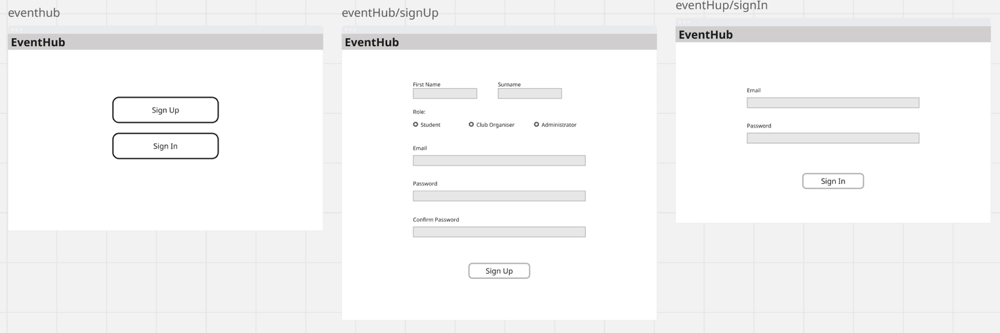 eventhub
EventHub
Sign Up
Sign In
eventHub/signUp
EventHub
First Name Surname
Role:
Student Club Organiser Administrator
Email
Password
Confirm Password
Sign Up
eventHup/signIn
EventHub
Email
Password
Sign In